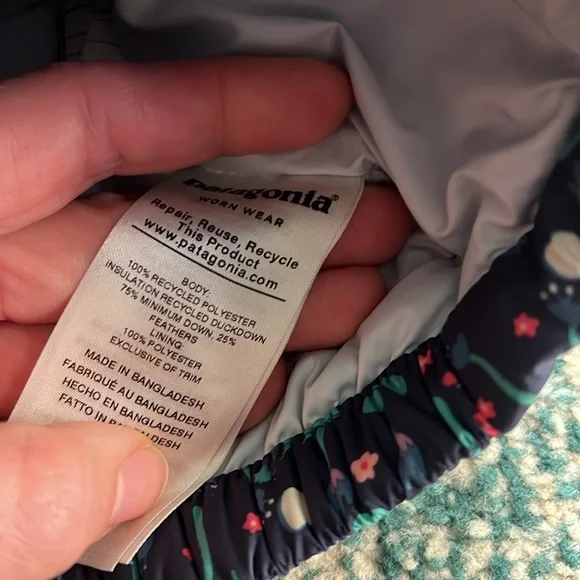 patagonia®
WORN WEAR
Repair, Reuse, Recycle
This Product
www.patagonia.com
BODY:
100% RECYCLED POLYESTER
INSULATION RECYCLED DUCKDOWN
75% MINIMUM DOWN, 25%
FEATHERS
LINING.
100% POLYESTER
EXCLUSIVE OF TRIM
MADE IN BANGLADESH
FABRIQUÉ AU BANGLADESH
HECHO EN BANGLADESH
FATTO IN BANGLADESH